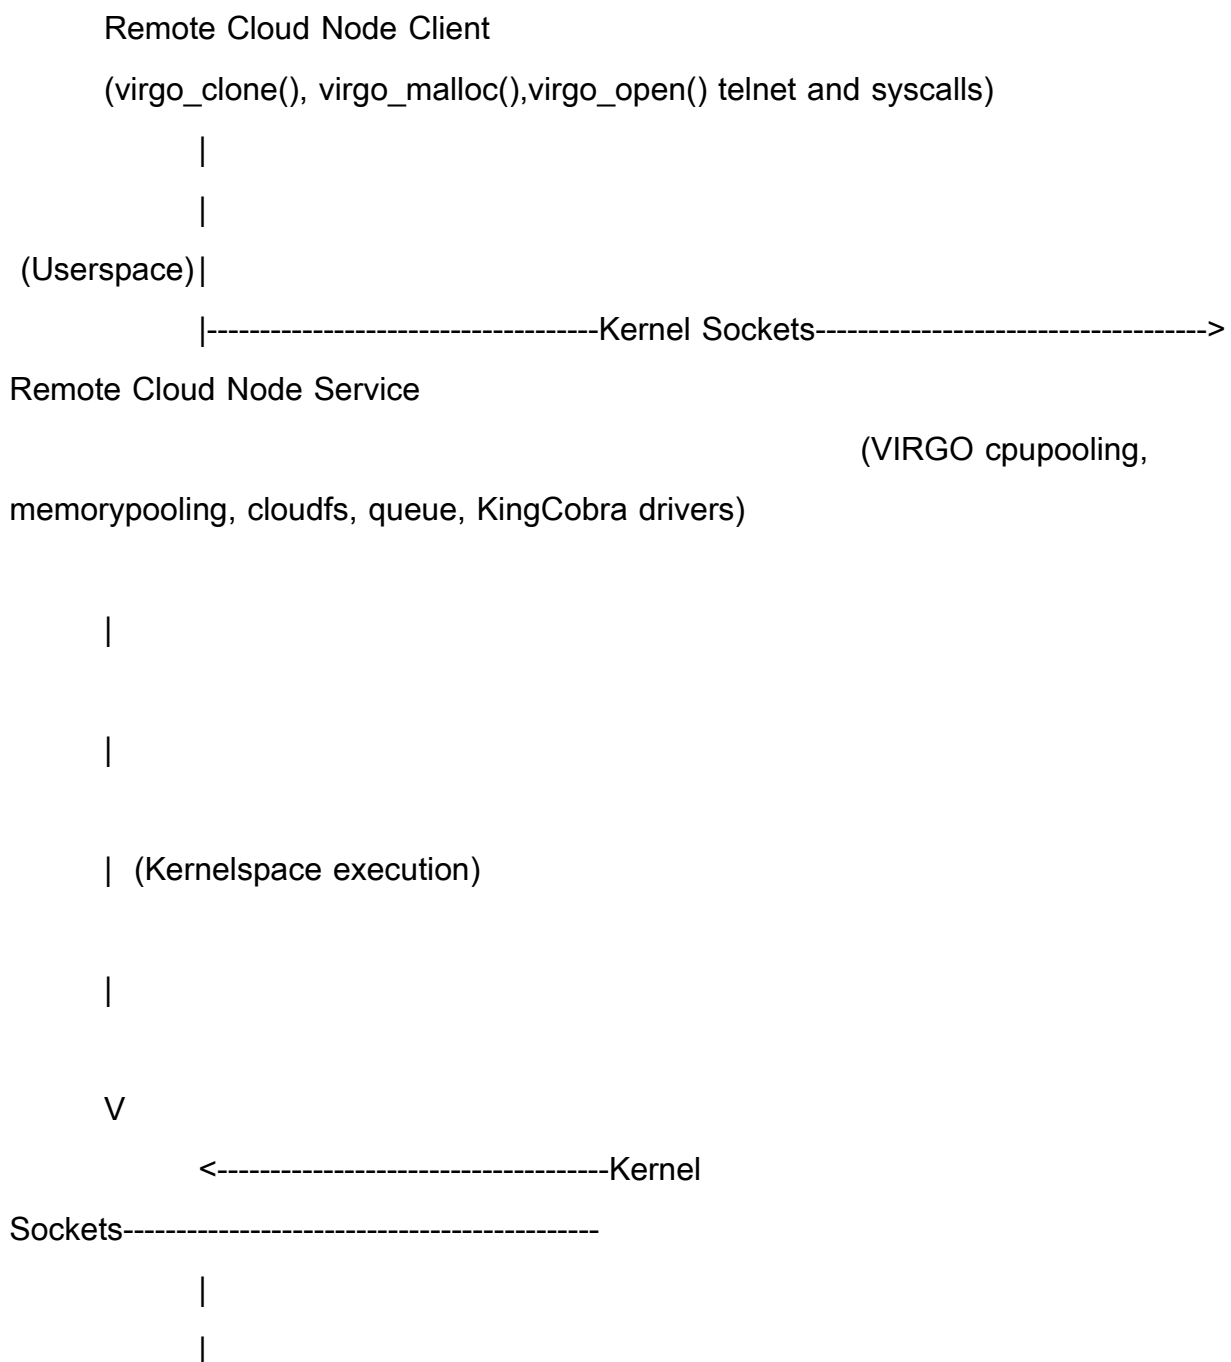 Remote Cloud Node Client
(virgo_clone(), virgo_malloc(),virgo_open() telnet and syscalls)
|
|
(Userspace)|
|-------------------------------------Kernel Sockets------------------------------------->
Remote Cloud Node Service
(VIRGO cpupooling,
memorypooling, cloudfs, queue, KingCobra drivers)
|
|
| (Kernelspace execution)
|
V
<-------------------------------------Kernel
Sockets---------------------------------------------
|
|